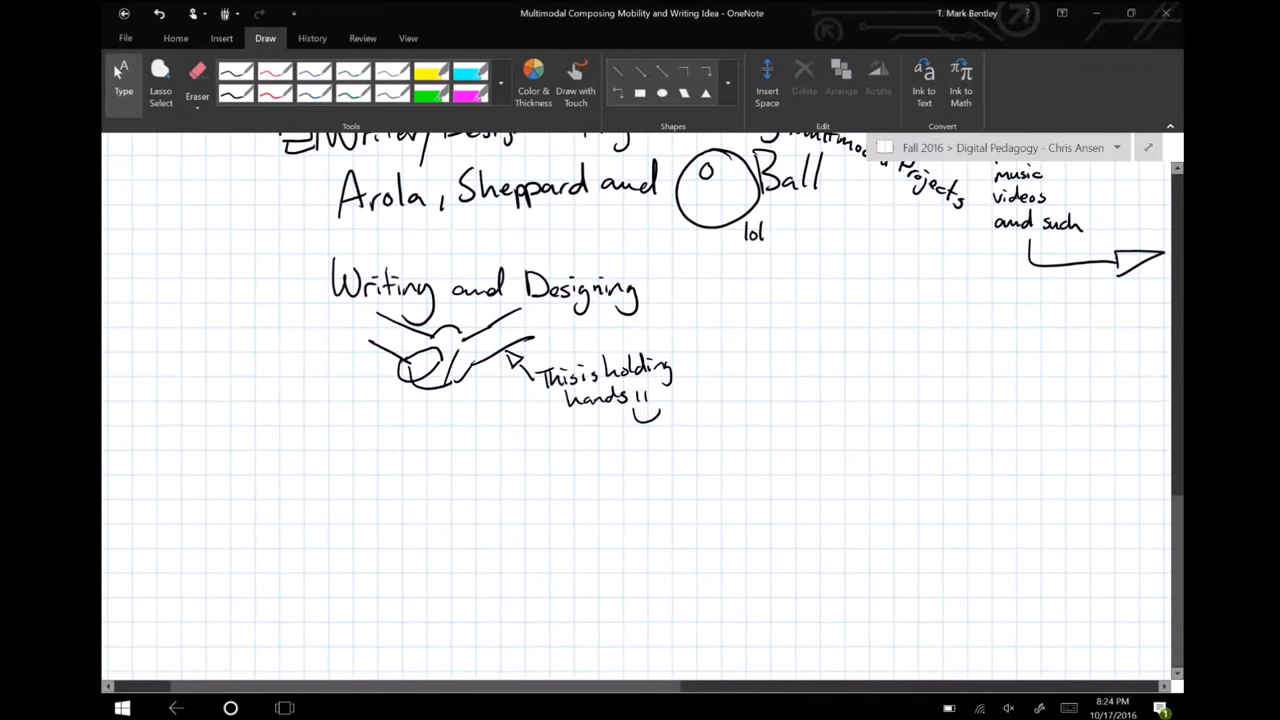 Multimodal Composing Mobility and Writing Idea - OneNote
T. Mark Bentley
?
File
Home
Insert
Draw
History
Review
View
Type
Lasso
Select
Eraser
Color &
Thickness
Draw with
Touch
Insert
Space
Delete
Arrange
Rotate
Ink to
Text
Ink to
Math
Tools
Shapes
Edit
Convert
Fall 2016 > Digital Pedagogy - Chris Ansen
Writer/Designer
Projects
music
videos
and such
Arola, Sheppard and Ball
lol
Writing and Designing
This is holding
hands
8:24 PM
10/17/2016